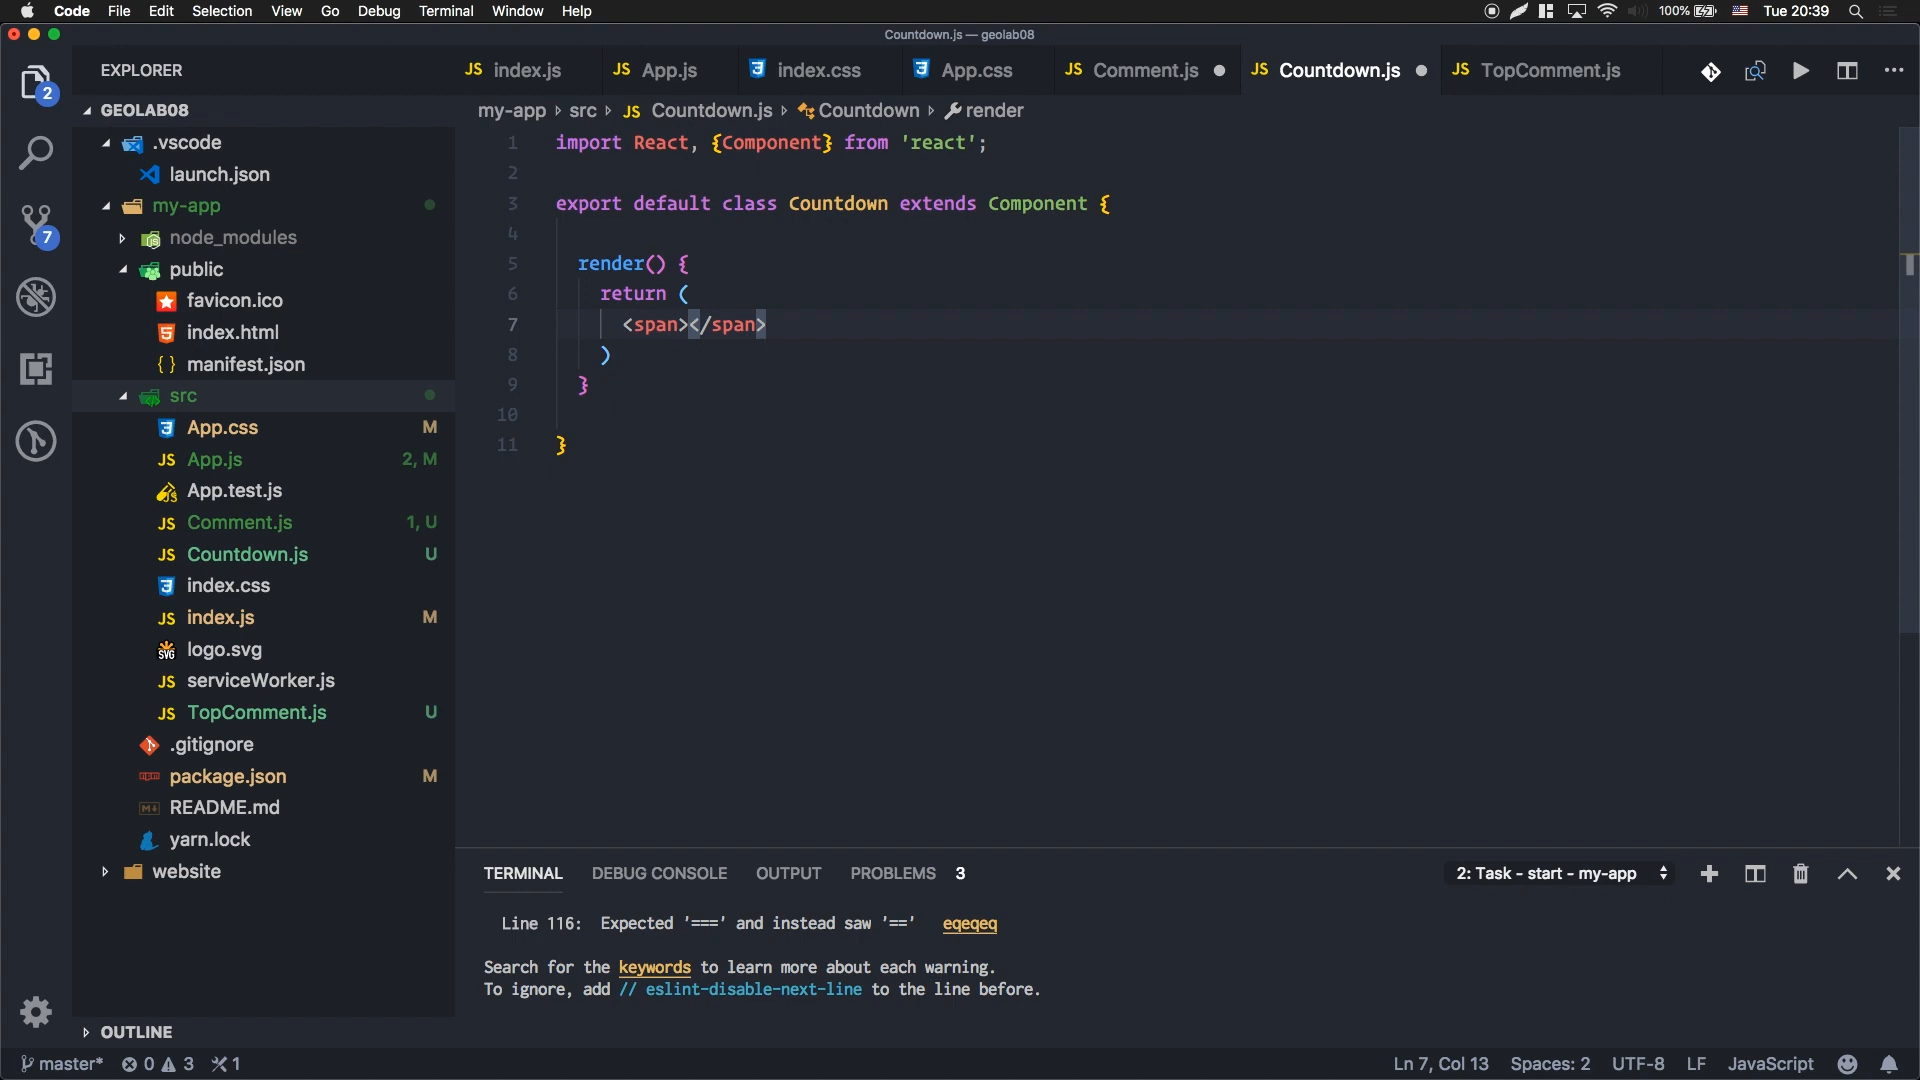 Code File Edit Selection View Go Debug Terminal Window Help
100% Tue 20:39
Countdown.js — geolab08
2
7
EXPLORER
GEOLAB08
.vscode
launch.json
my-app
node_modules
public
favicon.ico
index.html
manifest.json
src
App.css M
JS App.js 2, M
App.test.js
JS Comment.js 1, U
JS Countdown.js U
index.css
JS index.js M
SVG logo.svg
JS serviceWorker.js
JS TopComment.js U
.gitignore
npm package.json M
README.md
yarn.lock
website
OUTLINE
JS index.js JS App.js index.css App.css JS Comment.js JS Countdown.js JS TopComment.js
my-app src JS Countdown.js Countdown render
1 import React, {Component} from 'react';
2
3 export default class Countdown extends Component {
4
5 render() {
6 return (
7 <span></span>
8 )
9 }
10
11 }
TERMINAL DEBUG CONSOLE OUTPUT PROBLEMS 3
2: Task - start - my-app
Line 116: Expected '===' and instead saw '==' eqeqeq
Search for the keywords to learn more about each warning.
To ignore, add // eslint-disable-next-line to the line before.
master* 0 3 1
Ln 7, Col 13 Spaces: 2 UTF-8 LF JavaScript